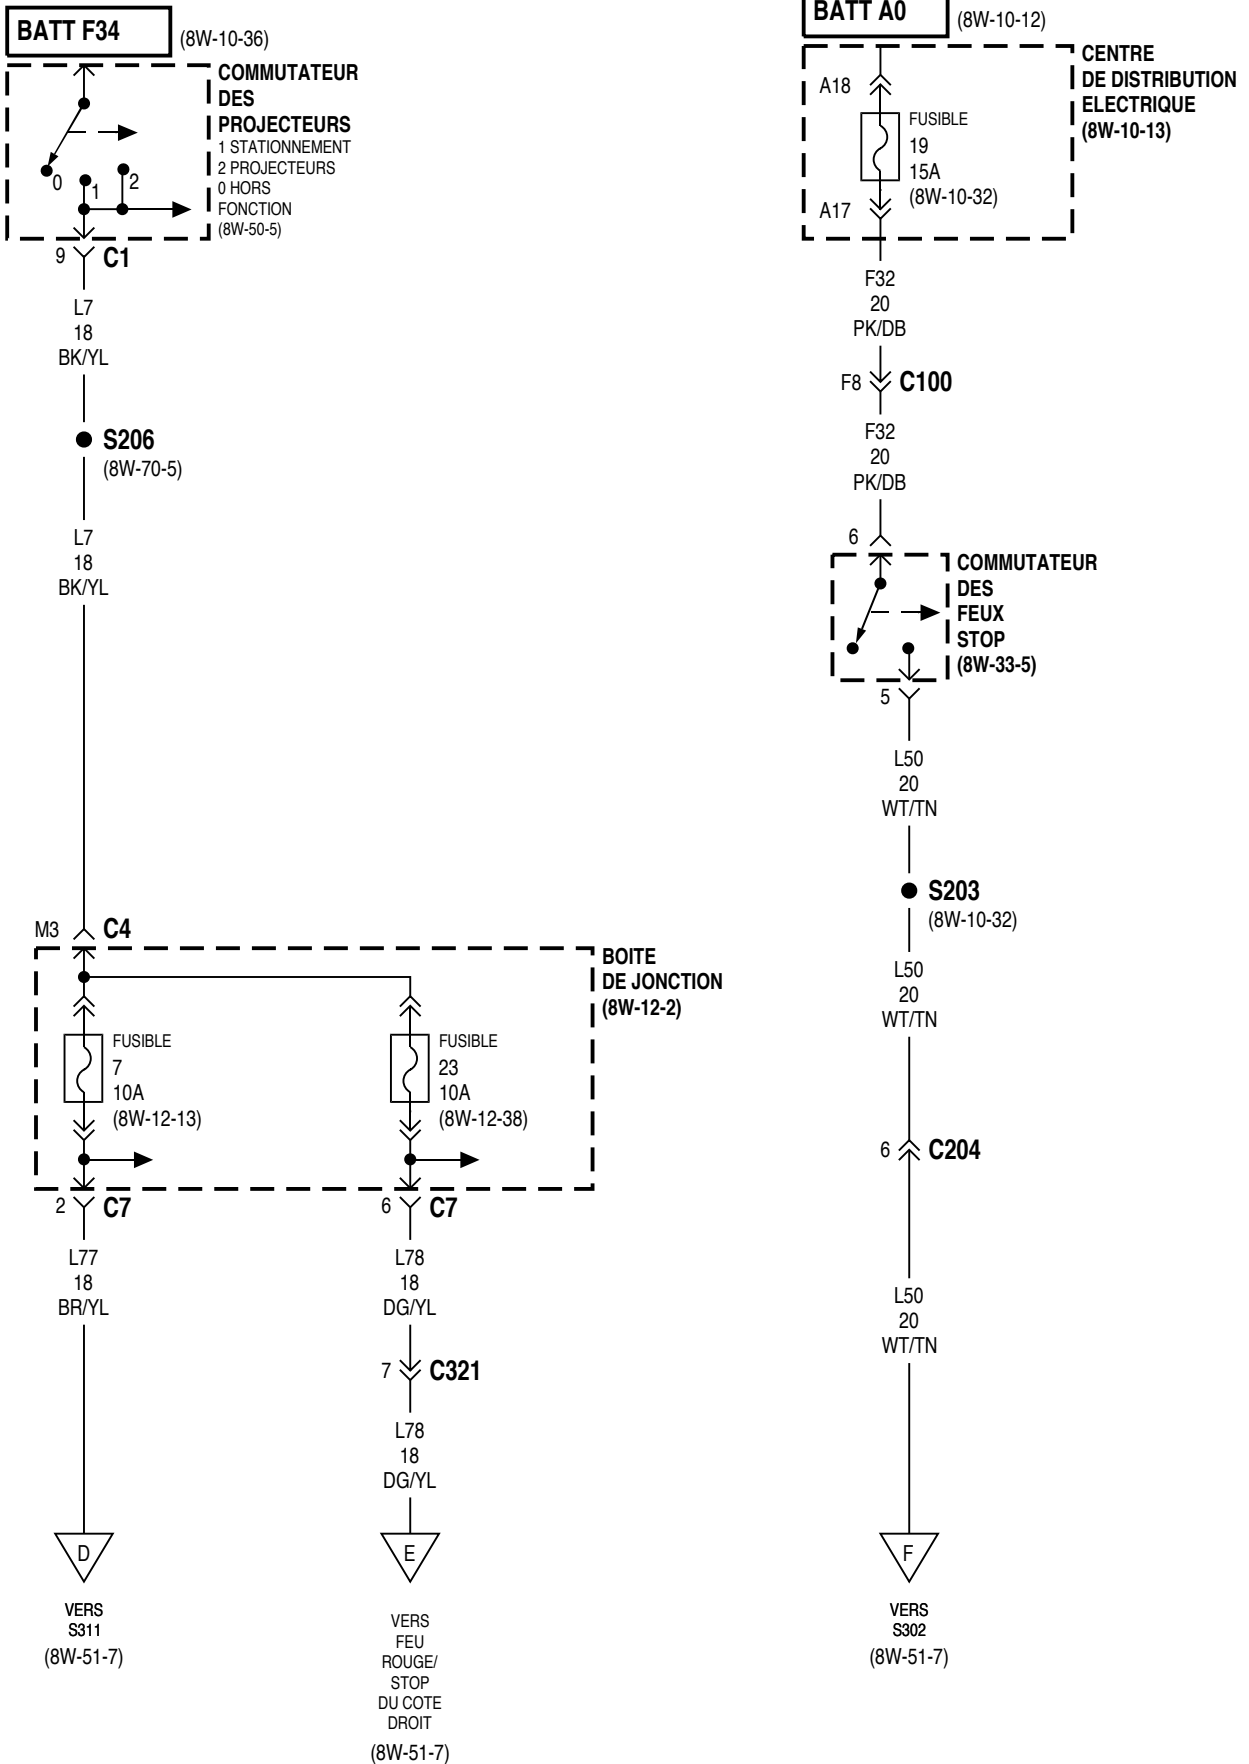 BATT F34
(8W-10-36)
COMMUTATEUR
DES
PROJECTEURS
1 STATIONNEMENT
2 PROJECTEURS
0 HORS
FONCTION
(8W-50-5)
0
1
2
9
C1
L7
18
BK/YL
S206
(8W-70-5)
L7
18
BK/YL
M3
C4
BOITE
DE JONCTION
(8W-12-2)
FUSIBLE
7
10A
(8W-12-13)
FUSIBLE
23
10A
(8W-12-38)
2
C7
6
C7
L77
18
BR/YL
L78
18
DG/YL
7
C321
L78
18
DG/YL
D
VERS
S311
(8W-51-7)
E
VERS
FEU
ROUGE/
STOP
DU COTE
DROIT
(8W-51-7)
BATT A0
(8W-10-12)
CENTRE
DE DISTRIBUTION
ELECTRIQUE
(8W-10-13)
A18
FUSIBLE
19
15A
(8W-10-32)
A17
F32
20
PK/DB
F8
C100
F32
20
PK/DB
6
COMMUTATEUR
DES
FEUX
STOP
(8W-33-5)
5
L50
20
WT/TN
S203
(8W-10-32)
L50
20
WT/TN
6
C204
L50
20
WT/TN
F
VERS
S302
(8W-51-7)